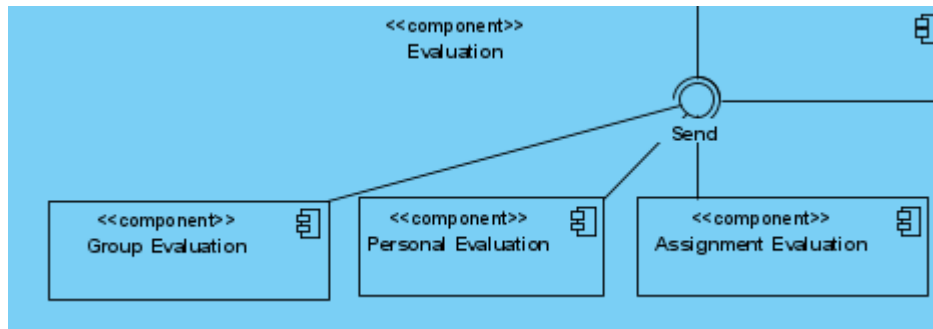 <<component>>
Evaluation
Send
<<component>>
Group Evaluation
<<component>>
Personal Evaluation
<<component>>
Assignment Evaluation